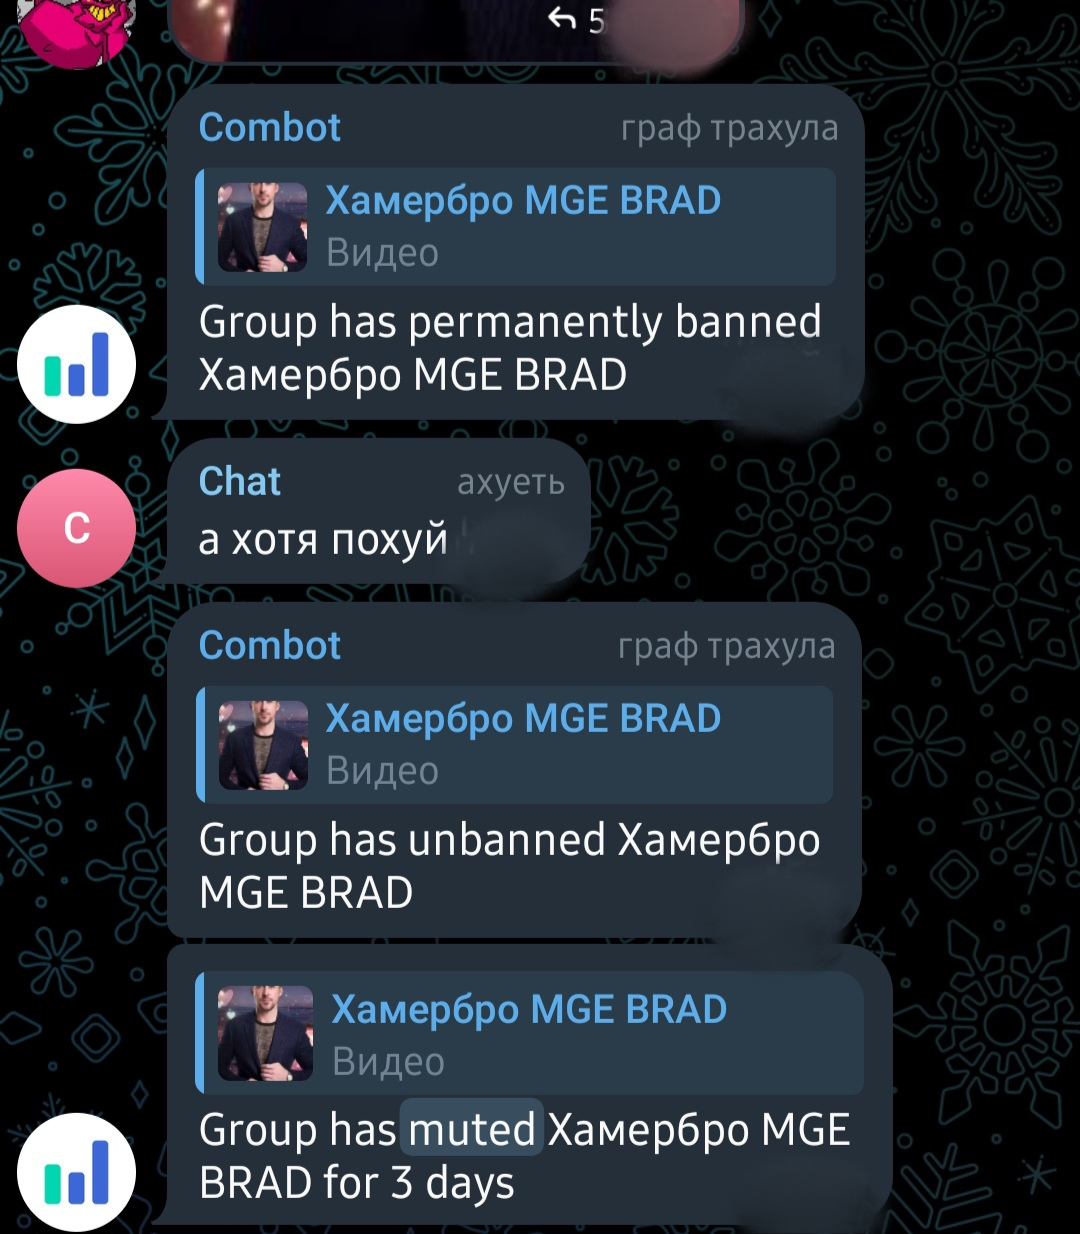 5
Combot граф трахула
Хамербро MGE BRAD
Видео
Group has permanently banned
Хамербро MGE BRAD
C
Chat ахуеть
а хотя похуй
Combot граф трахула
Хамербро MGE BRAD
Видео
Group has unbanned Хамербро
MGE BRAD
Хамербро MGE BRAD
Видео
Group has muted Хамербро MGE
BRAD for 3 days